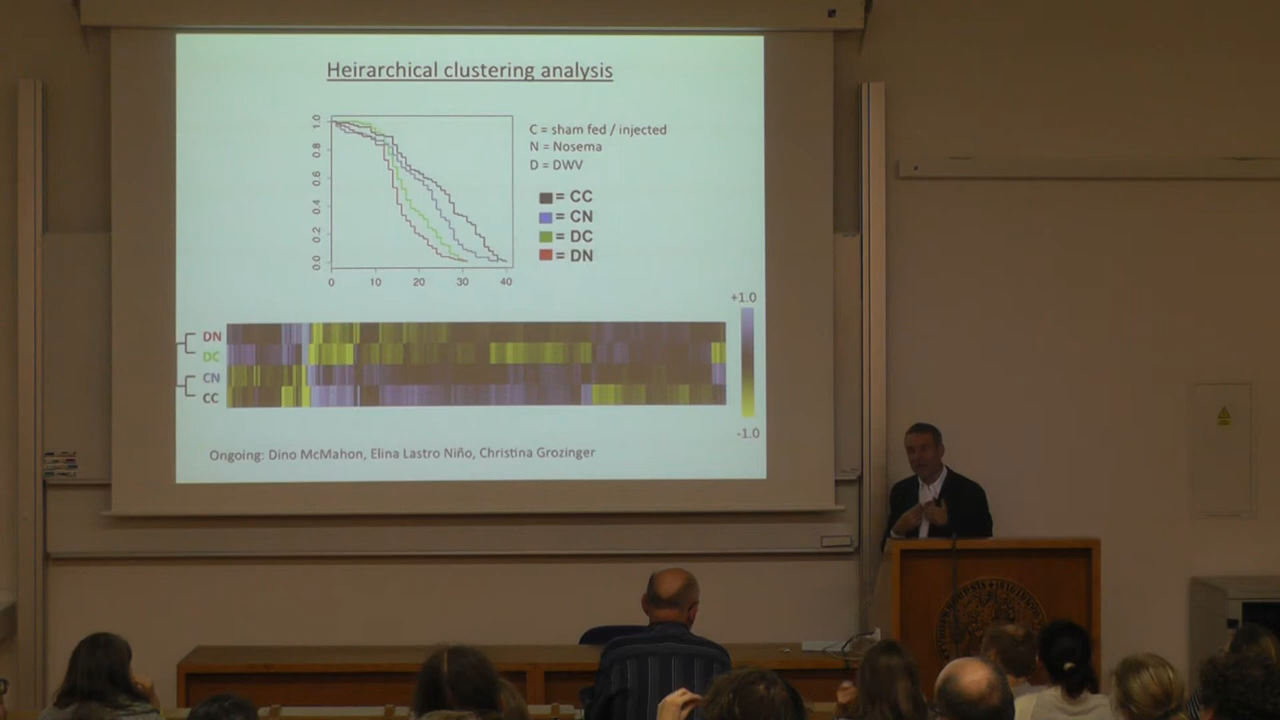 Heirarchical clustering analysis
1.0
0.8
0.6
0.4
0.2
0.0
0 10 20 30 40
C = sham fed / injected
N = Nosema
D = DWV
= CC
= CN
= DC
= DN
+1.0
-1.0
DN
DC
CN
CC
Ongoing: Dino McMahon, Elina Lastro Niño, Christina Grozinger